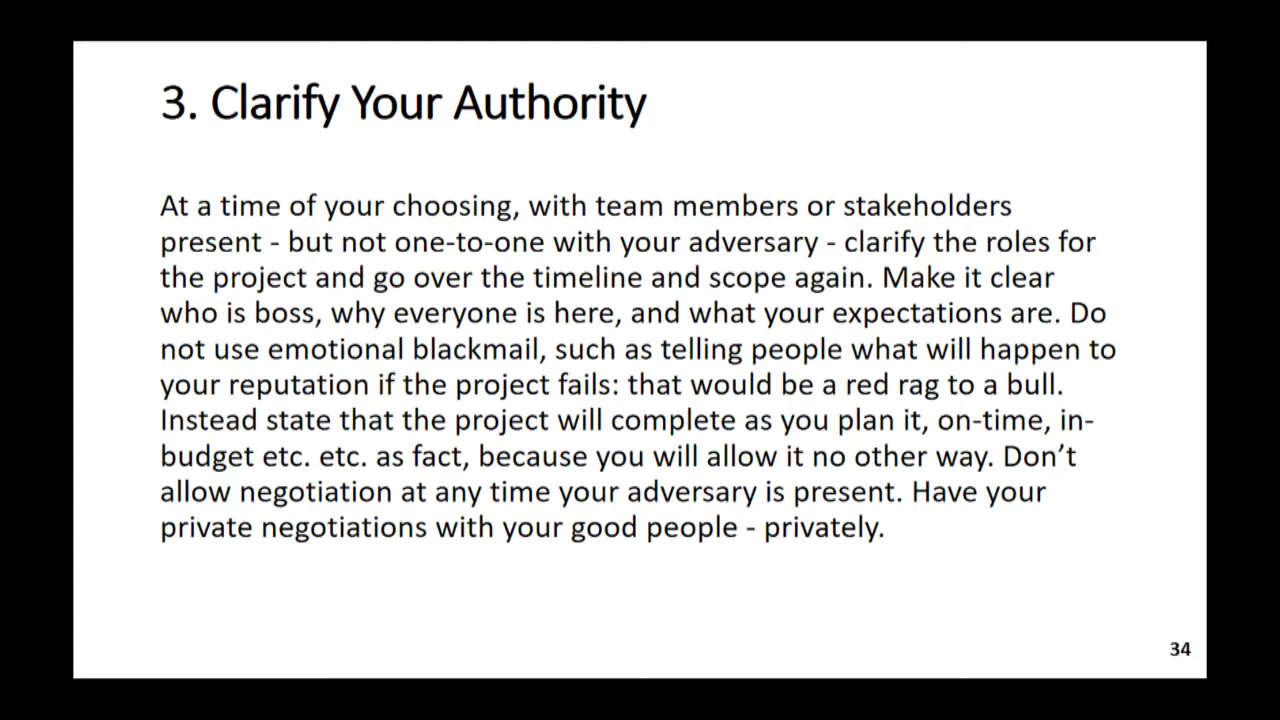 3. Clarify Your Authority
At a time of your choosing, with team members or stakeholders
present - but not one-to-one with your adversary - clarify the roles for
the project and go over the timeline and scope again. Make it clear
who is boss, why everyone is here, and what your expectations are. Do
not use emotional blackmail, such as telling people what will happen to
your reputation if the project fails: that would be a red rag to a bull.
Instead state that the project will complete as you plan it, on-time, in-
budget etc. etc. as fact, because you will allow it no other way. Don’t
allow negotiation at any time your adversary is present. Have your
private negotiations with your good people - privately.
34